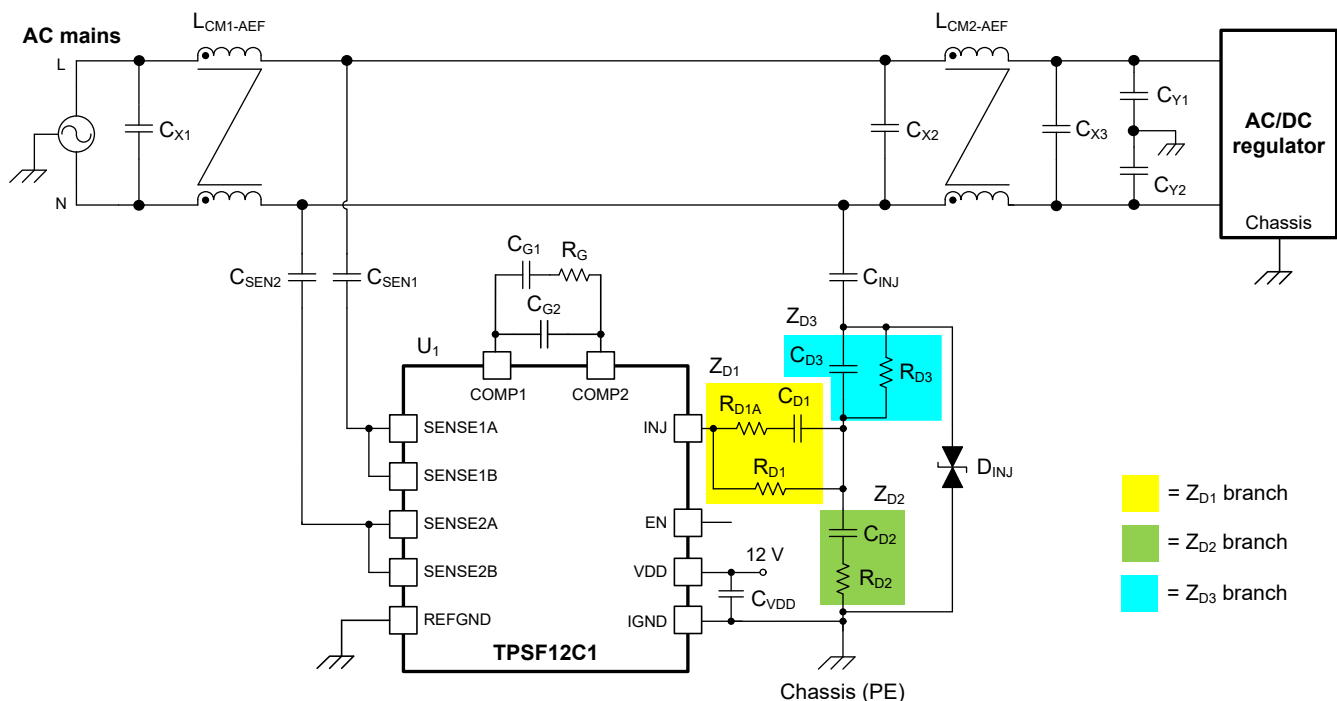 L_CM1-AEF
L_CM2-AEF
AC mains
L
N
C_X1
C_X2
C_X3
C_Y1
C_Y2
AC/DC
regulator
Chassis
C_SEN2
C_SEN1
C_G1
R_G
C_G2
C_INJ
U_1
COMP1
COMP2
Z_D3
C_D3
R_D3
Z_D1
R_D1A
C_D1
R_D1
SENSE1A
INJ
SENSE1B
SENSE2A
EN
SENSE2B
VDD
12 V
C_VDD
REFGND
IGND
TPSF12C1
Z_D2
C_D2
R_D2
D_INJ
Chassis (PE)
= Z_D1 branch
= Z_D2 branch
= Z_D3 branch